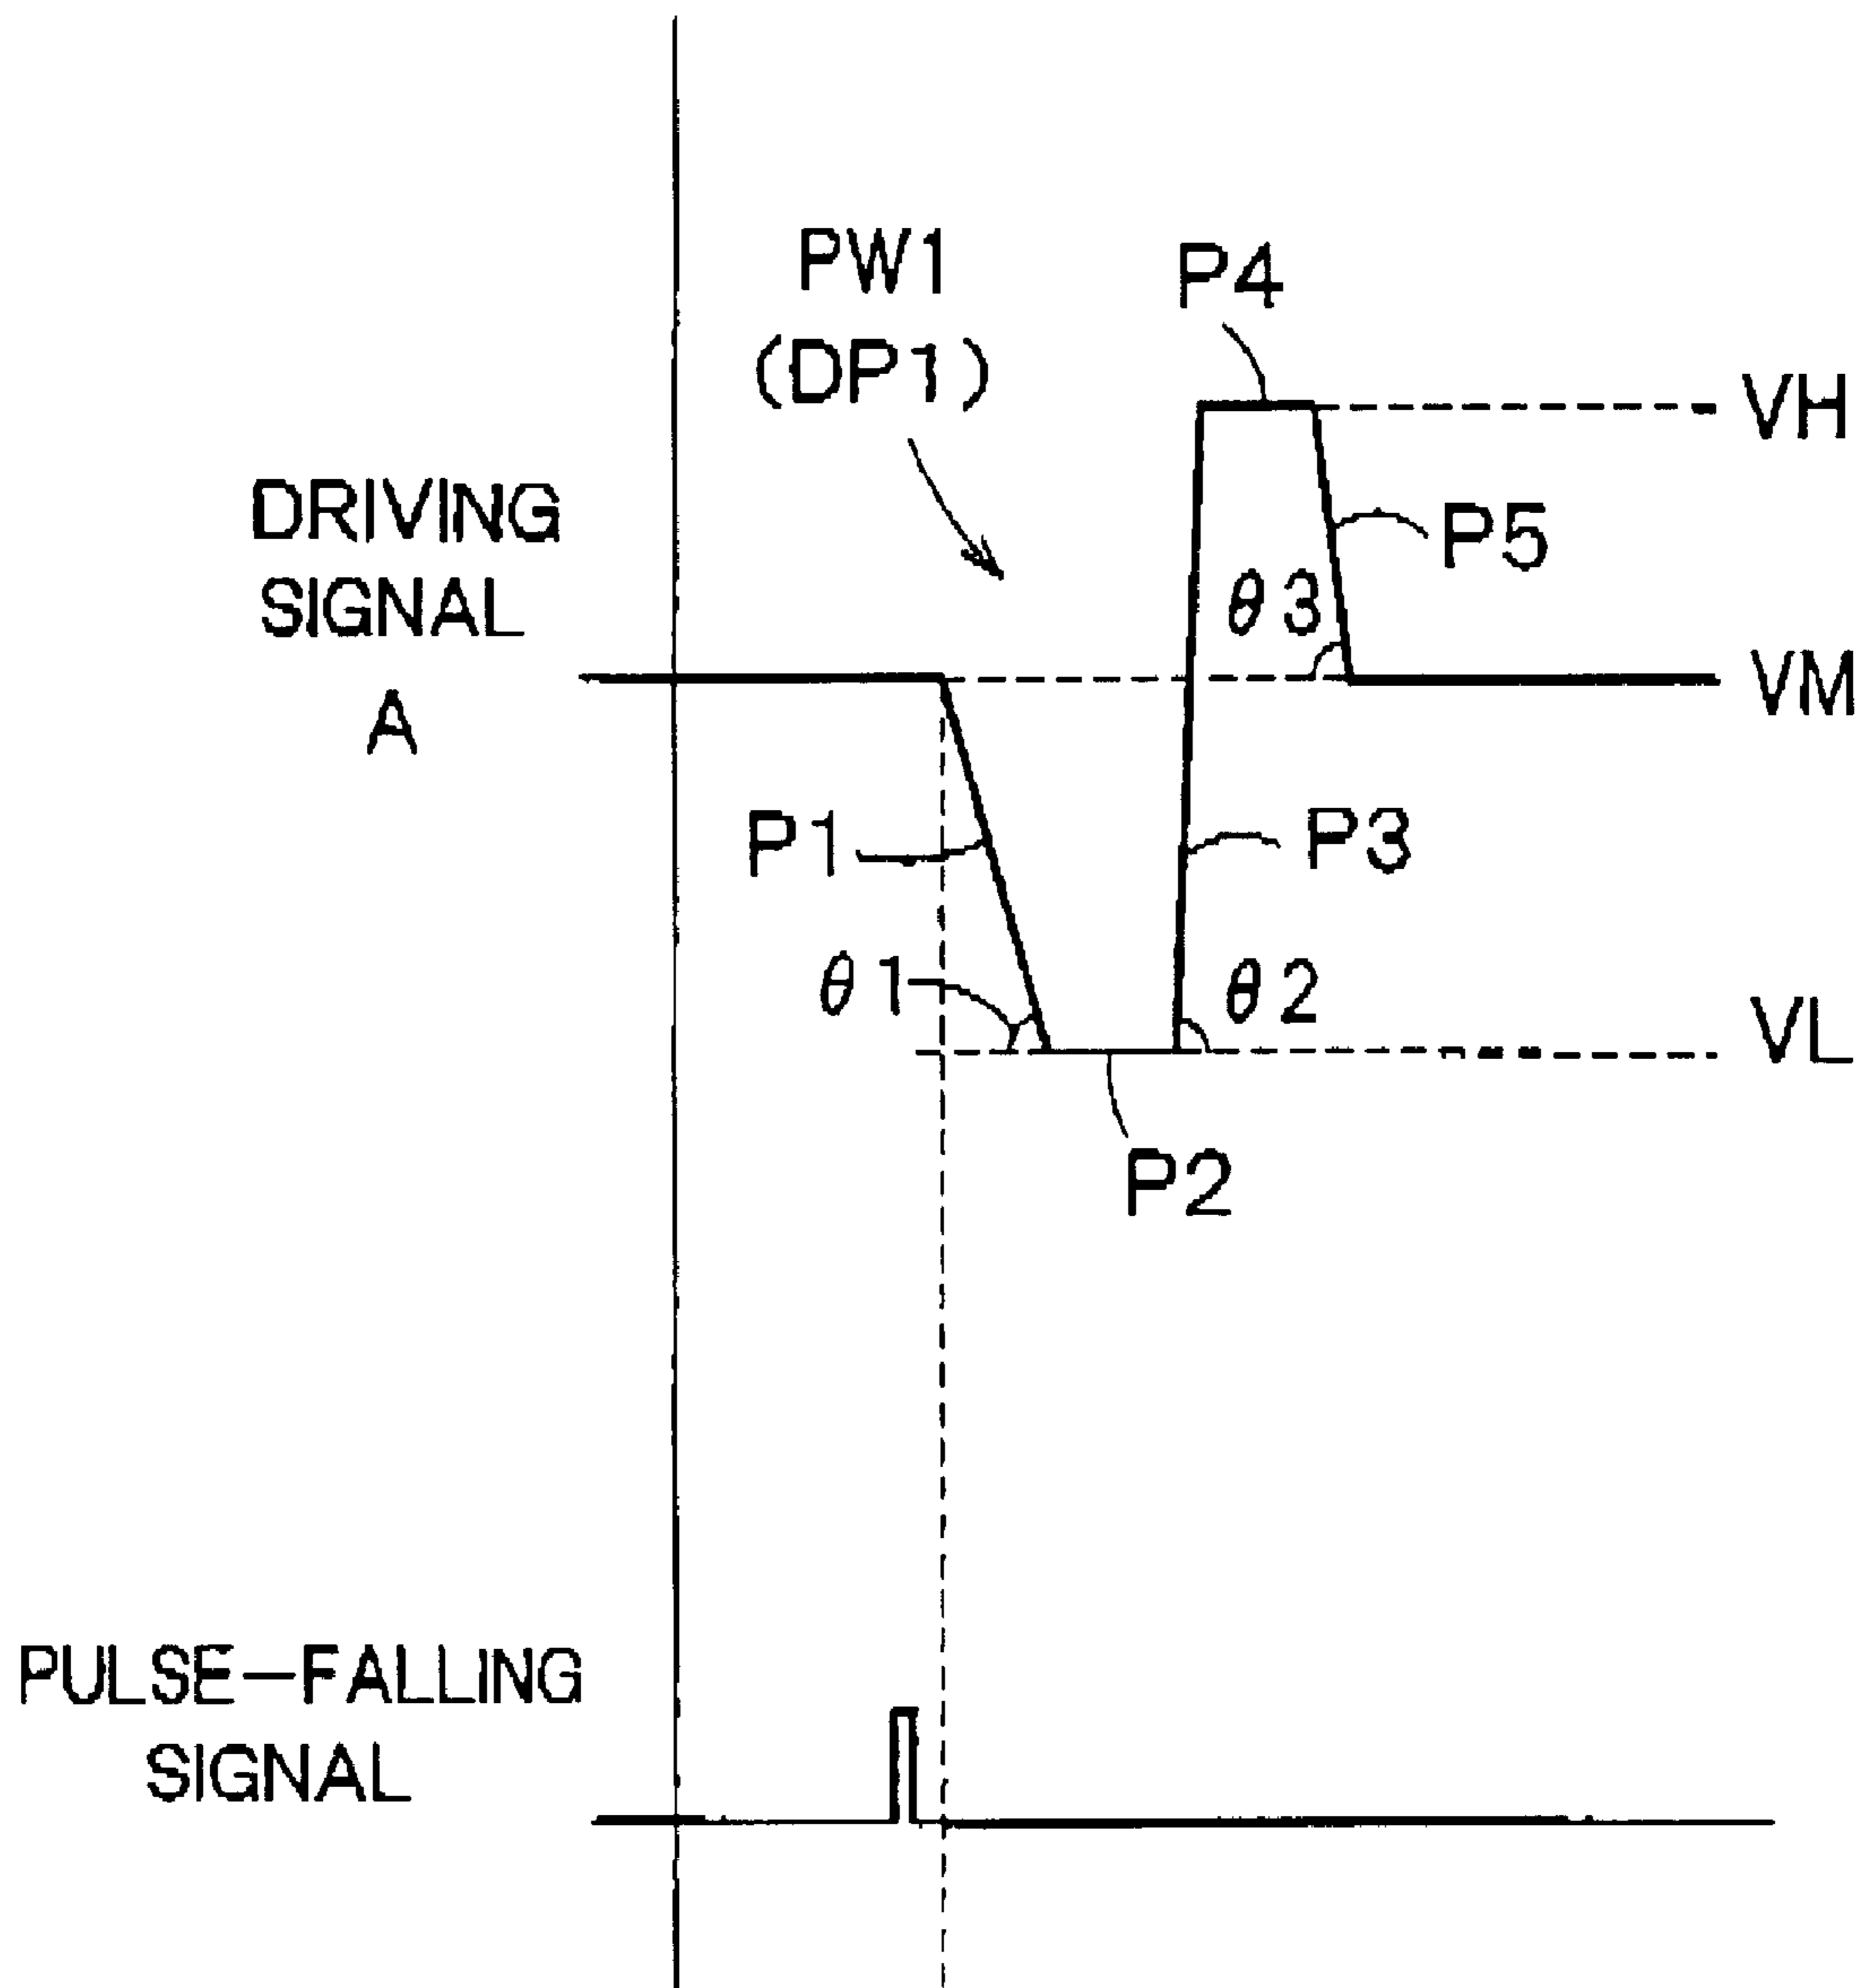 PW1
(DP1)
P4
VH
DRIVING
SIGNAL
A
P5
θ3
VM
P1
P3
θ1
θ2
VL
P2
PULSE-FALLING
SIGNAL